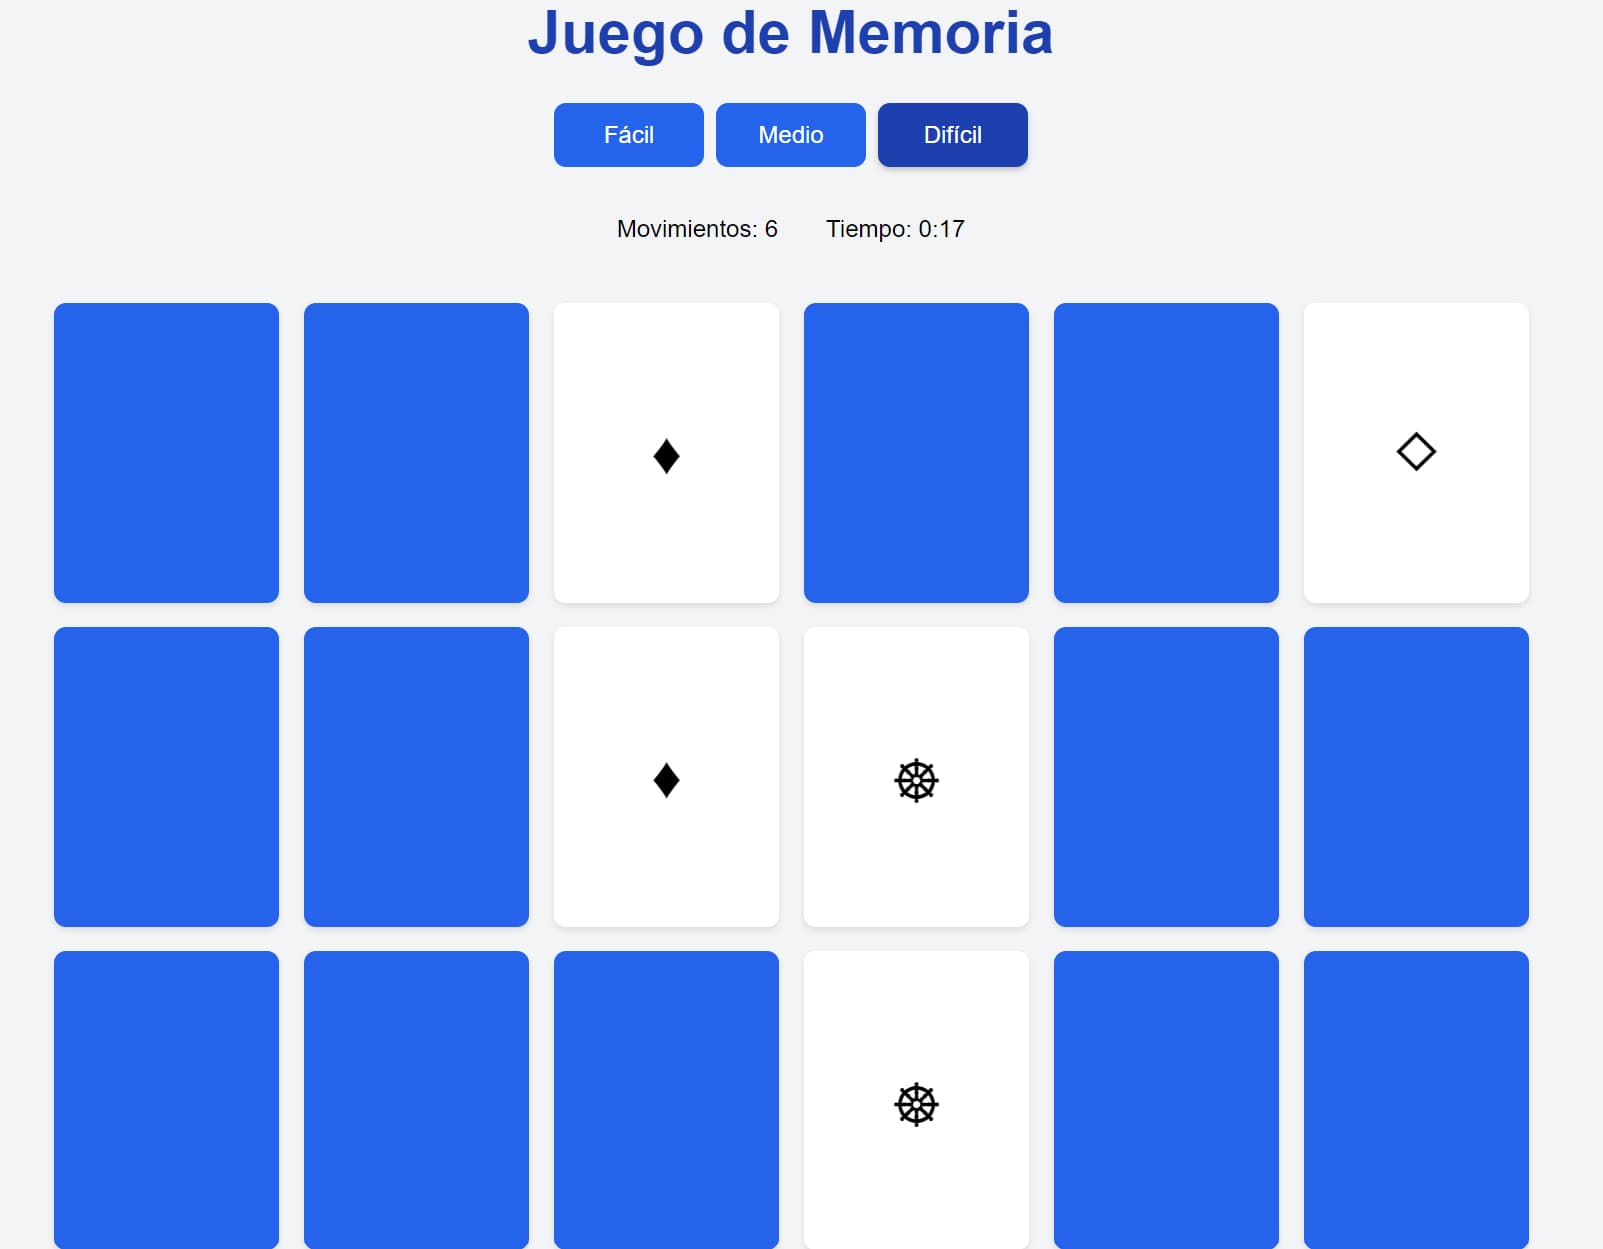 Juego de Memoria
Fácil Medio Difícil
Movimientos: 6 Tiempo: 0:17
♦ ◇
♦ ☸
☸